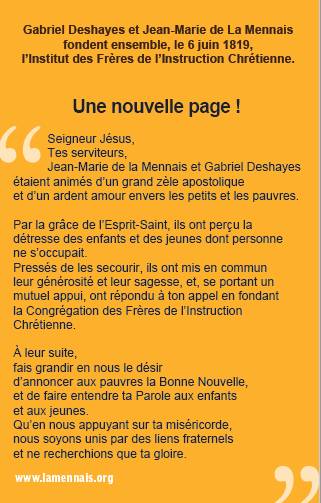 Gabriel Deshayes et Jean-Marie de La Mennais
fondent ensemble, le 6 juin 1819,
l’Institut des Frères de l’Instruction Chrétienne.
Une nouvelle page !
“ Seigneur Jésus,
Tes serviteurs,
Jean-Marie de la Mennais et Gabriel Deshayes
étaient animés d’un grand zèle apostolique
et d’un ardent amour envers les petits et les pauvres.
Par la grâce de l’Esprit-Saint, ils ont perçu la
détresse des enfants et des jeunes dont personne
ne s’occupait.
Pressés de les secourir, ils ont mis en commun
leur générosité et leur sagesse, et, se portant un
mutuel appui, ont répondu à ton appel en fondant
la Congrégation des Frères de l’Instruction
Chrétienne.
À leur suite,
fais grandir en nous le désir
d’annoncer aux pauvres la Bonne Nouvelle,
et de faire entendre ta Parole aux enfants
et aux jeunes.
Qu’en nous appuyant sur ta miséricorde,
nous soyons unis par des liens fraternels
et ne recherchions que ta gloire.
www.lamennais.org ”